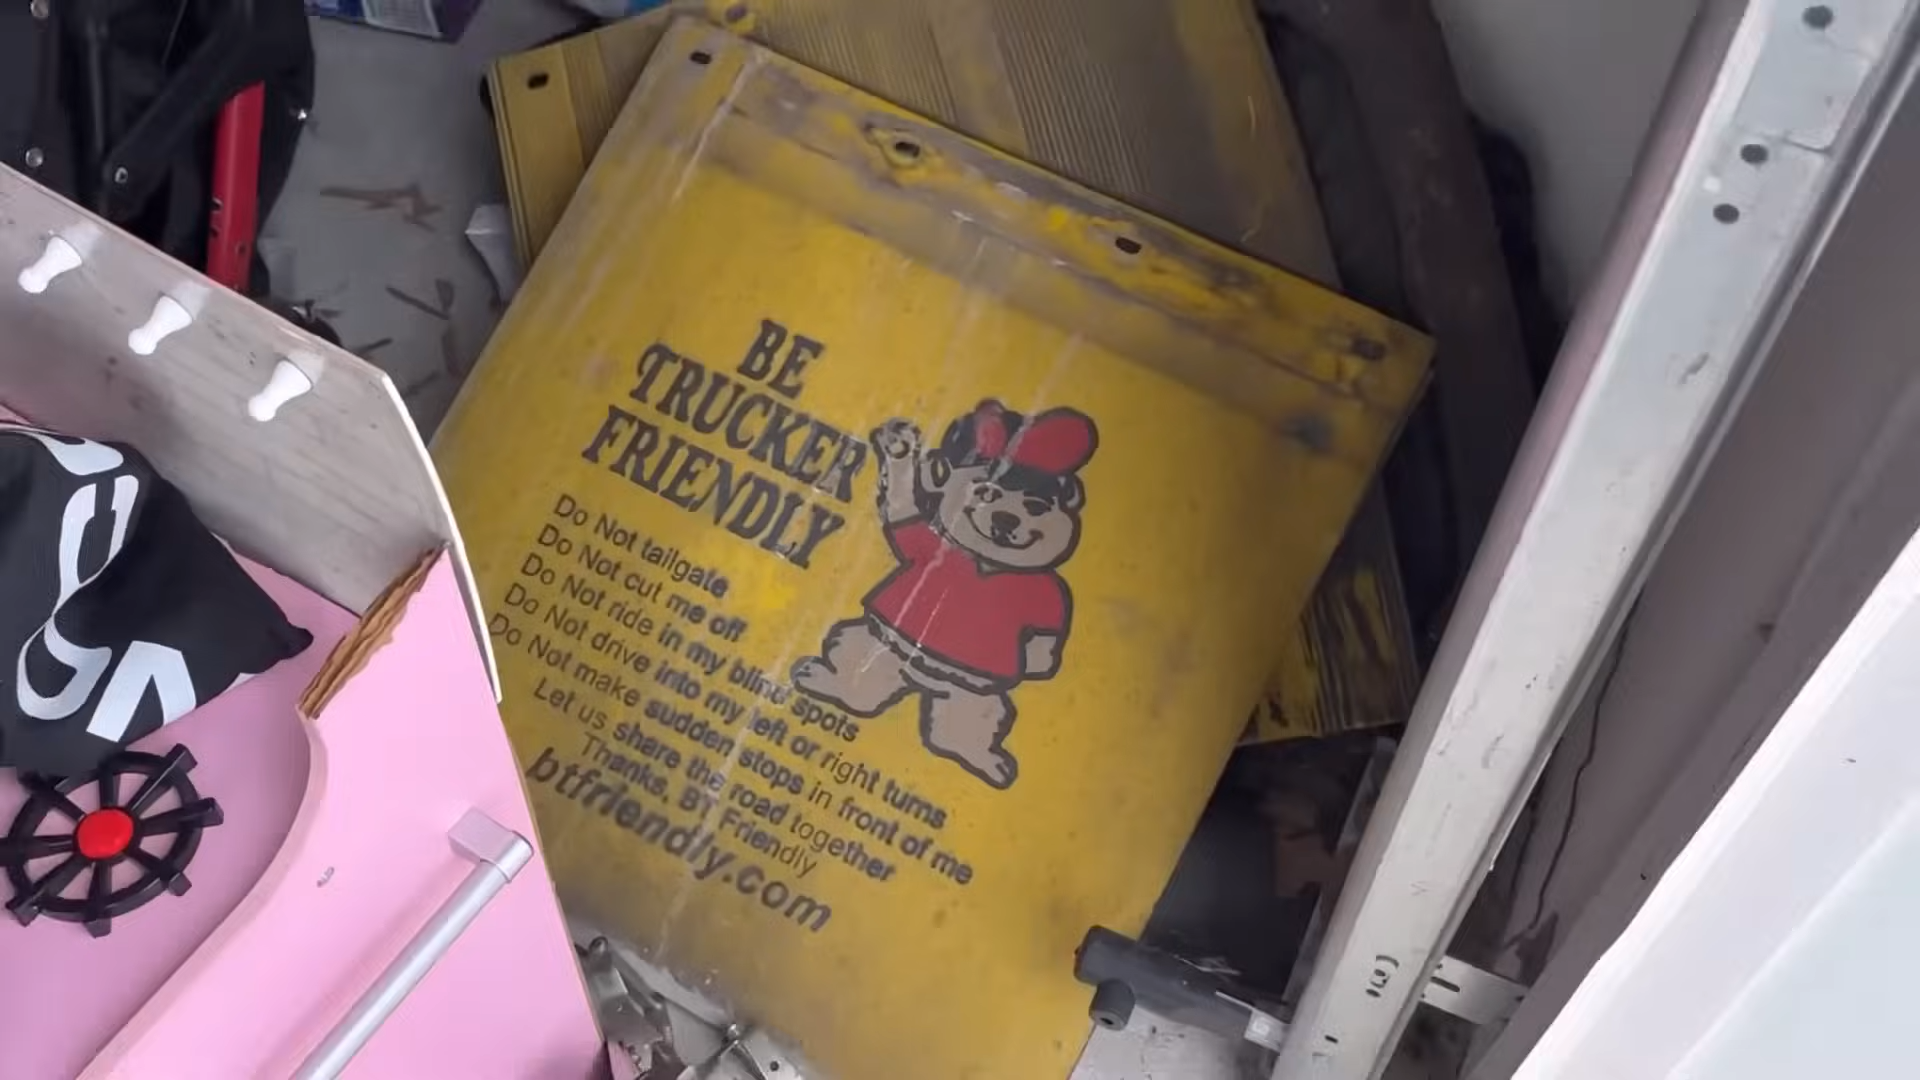 BE
TRUCKER
FRIENDLY
Do Not tailgate
Do Not cut me off
Do Not ride in my blind spots
Do Not drive into my left or right turns
Do Not make sudden stops in front of me
Let us share the road together
Thanks, BT Friendly
btfriendly.com